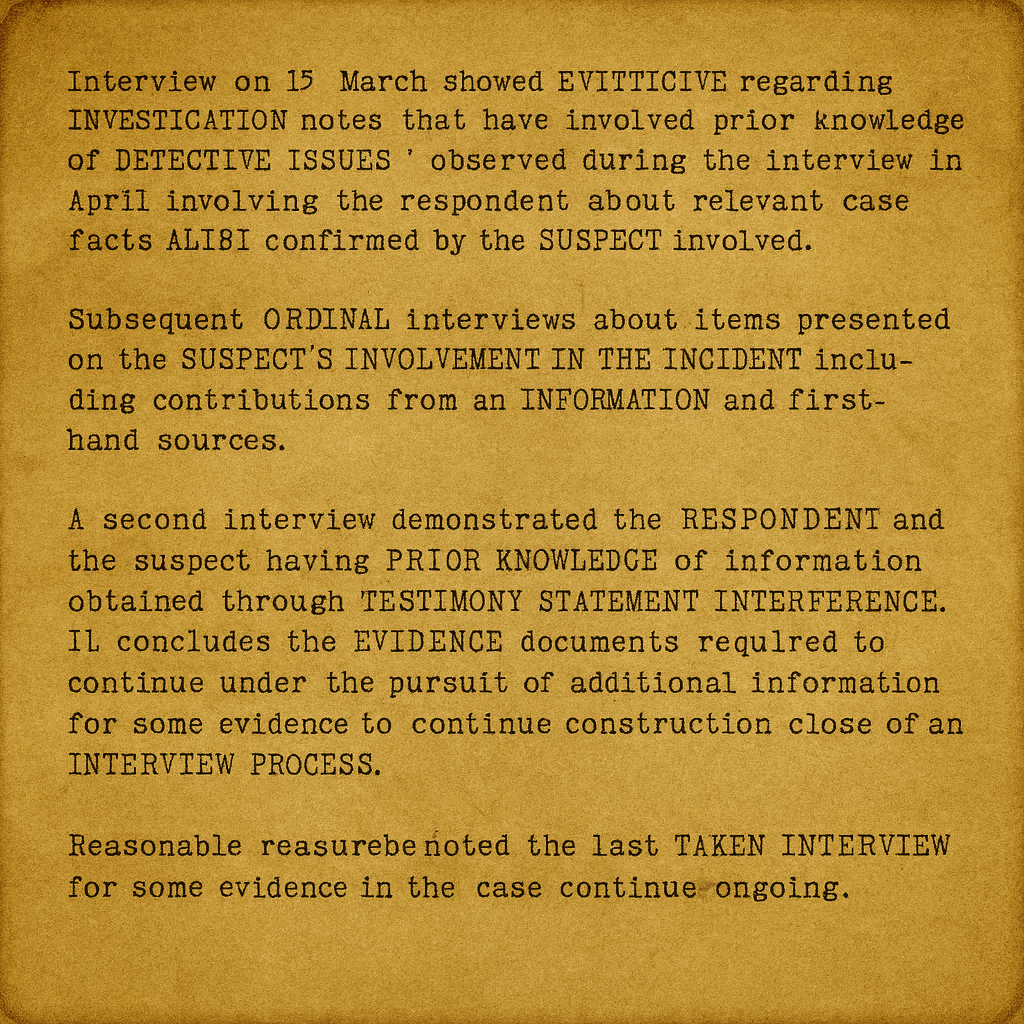 Interview on 15 March showed EVITTICIVE regarding
INVESTICATION notes that have involved prior knowledge
of DETECTIVE ISSUES ' observed during the interview in
April involving the respondent about relevant case
facts ALI8I confirmed by the SUSPECT involved.
Subsequent ORDINAL interviews about items presented
on the SUSPECT'S INVOLVEMENT IN THE INCIDENT inclu-
ding contributions from an INFORMATION and first-
hand sources.
A second interview demonstrated the RESPONDENT and
the suspect having PRIOR KNOWLEDGE of information
obtained through TESTIMONY STATEMENT INTERFERENCE.
IL concludes the EVIDENCE documents requlred to
continue under the pursuit of additional information
for some evidence to continue construction close of an
INTERVIEW PROCESS.
Reasonable reasurebe noted the last TAKEN INTERVIEW
for some evidence in the case continue ongoing.